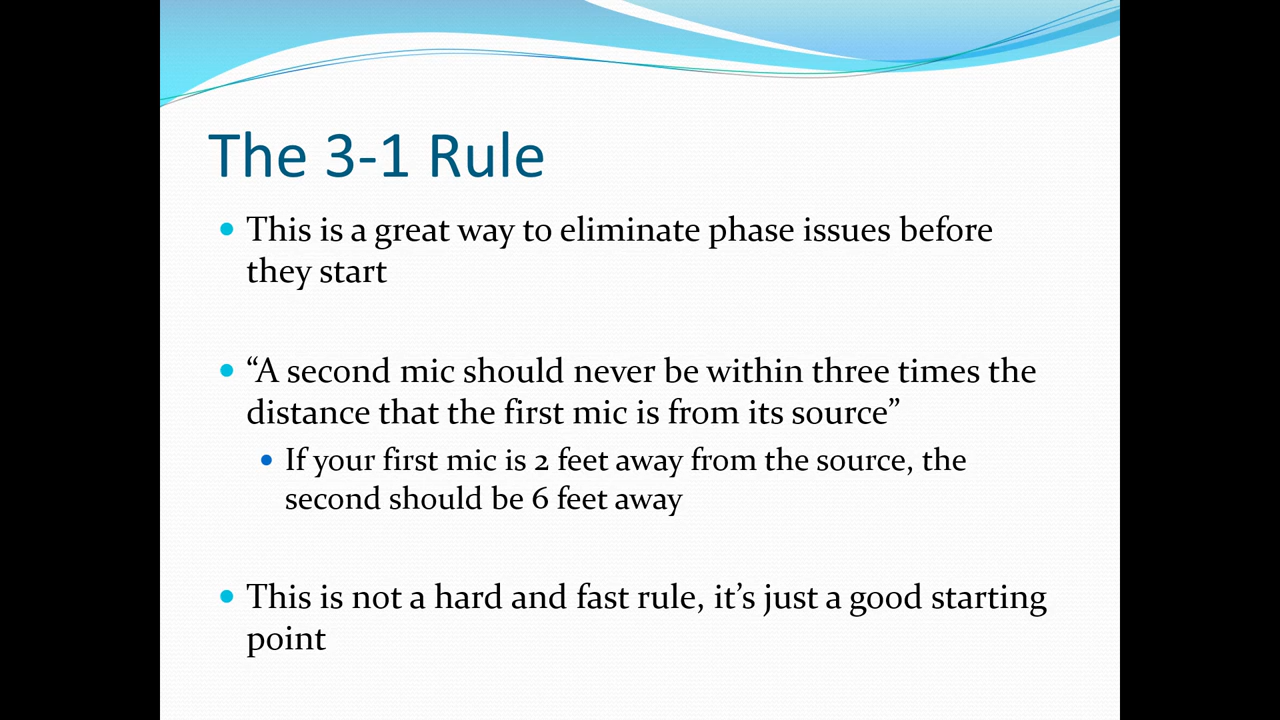 The 3-1 Rule
This is a great way to eliminate phase issues before
they start
“A second mic should never be within three times the
distance that the first mic is from its source”
If your first mic is 2 feet away from the source, the
second should be 6 feet away
This is not a hard and fast rule, it’s just a good starting
point